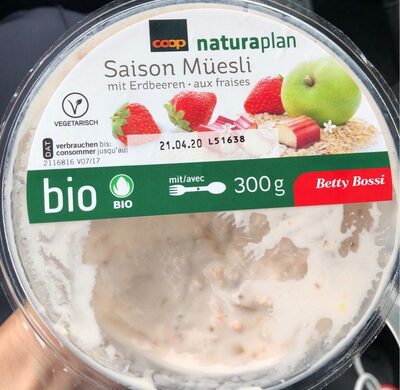 coop naturaplan
Saison Müesli
mit Erdbeeren · aux fraises
VEGETARISCH
DAT verbrauchen bis:
consommer jusqu'au:
21.04.20 L51638
2116816 V07/17
bio
BIO
mit/avec
300g
Betty Bossi